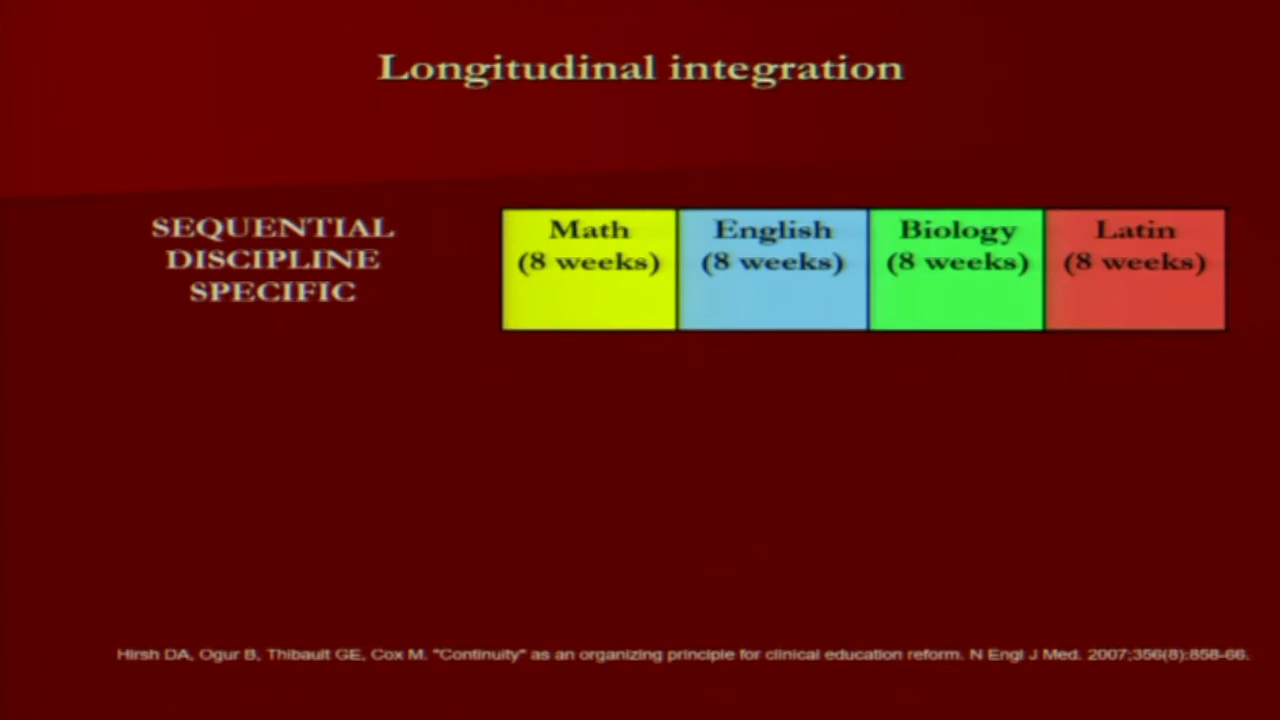 Longitudinal integration
SEQUENTIAL
DISCIPLINE
SPECIFIC
Math
(8 weeks)
English
(8 weeks)
Biology
(8 weeks)
Latin
(8 weeks)
Hirsh DA, Ogur B, Thibault GE, Cox M. "Continuity" as an organizing principle for clinical education reform. N Engl J Med. 2007;356(8):858-66.